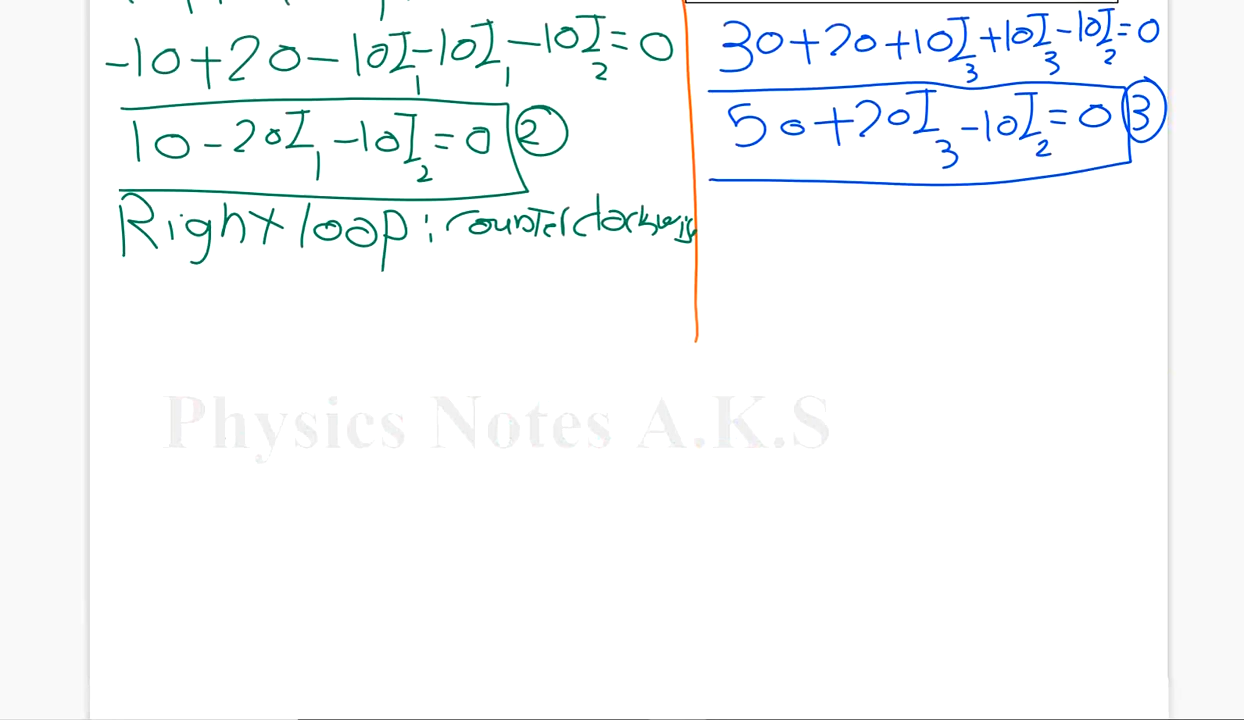 -10+20-10I₁-10I₁-10I₂=0
10-20I₁-10I₂=0 ②
Right loop: counterclockwis
30+20+10I₃+10I₃-10I₂=0
50+20I₃-10I₂=0 ③
Physics Notes A.K.S